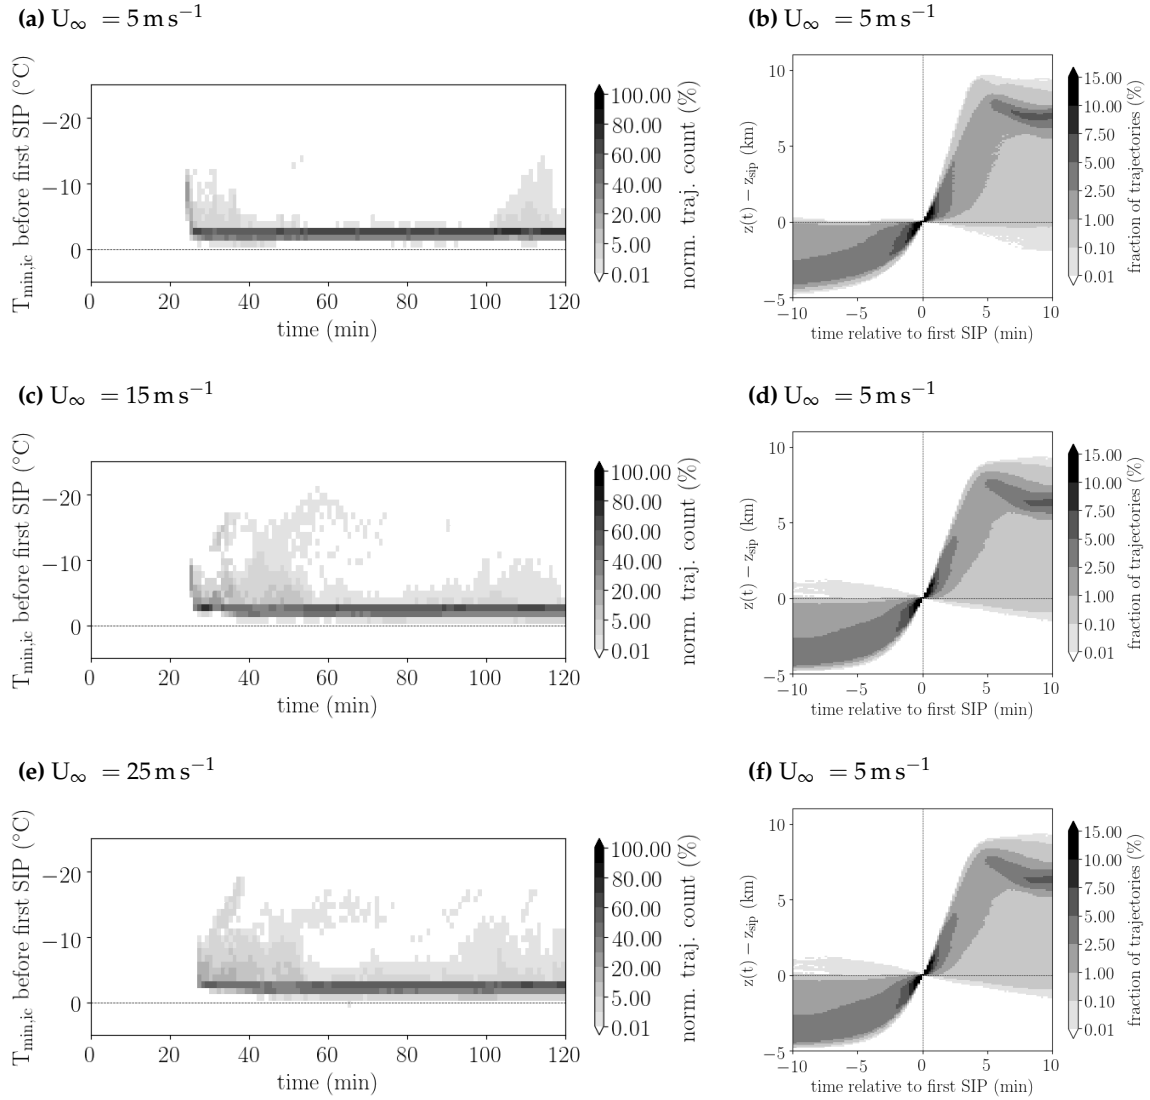 (a) U∞ = 5 m s⁻¹
(b) U∞ = 5 m s⁻¹
T_min,ic before first SIP (°C)
−20
−10
0
0 20 40 60 80 100 120
time (min)
100.00
80.00
60.00
40.00
20.00
5.00
0.01
norm. traj. count (%)
z(t) − z_sip (km)
10
5
0
−5
−10 −5 0 5 10
time relative to first SIP (min)
15.00
10.00
7.50
5.00
2.50
1.00
0.10
0.01
fraction of trajectories (%)
(c) U∞ = 15 m s⁻¹
(d) U∞ = 5 m s⁻¹
T_min,ic before first SIP (°C)
−20
−10
0
0 20 40 60 80 100 120
time (min)
100.00
80.00
60.00
40.00
20.00
5.00
0.01
norm. traj. count (%)
z(t) − z_sip (km)
10
5
0
−5
−10 −5 0 5 10
time relative to first SIP (min)
15.00
10.00
7.50
5.00
2.50
1.00
0.10
0.01
fraction of trajectories (%)
(e) U∞ = 25 m s⁻¹
(f) U∞ = 5 m s⁻¹
T_min,ic before first SIP (°C)
−20
−10
0
0 20 40 60 80 100 120
time (min)
100.00
80.00
60.00
40.00
20.00
5.00
0.01
norm. traj. count (%)
z(t) − z_sip (km)
10
5
0
−5
−10 −5 0 5 10
time relative to first SIP (min)
15.00
10.00
7.50
5.00
2.50
1.00
0.10
0.01
fraction of trajectories (%)